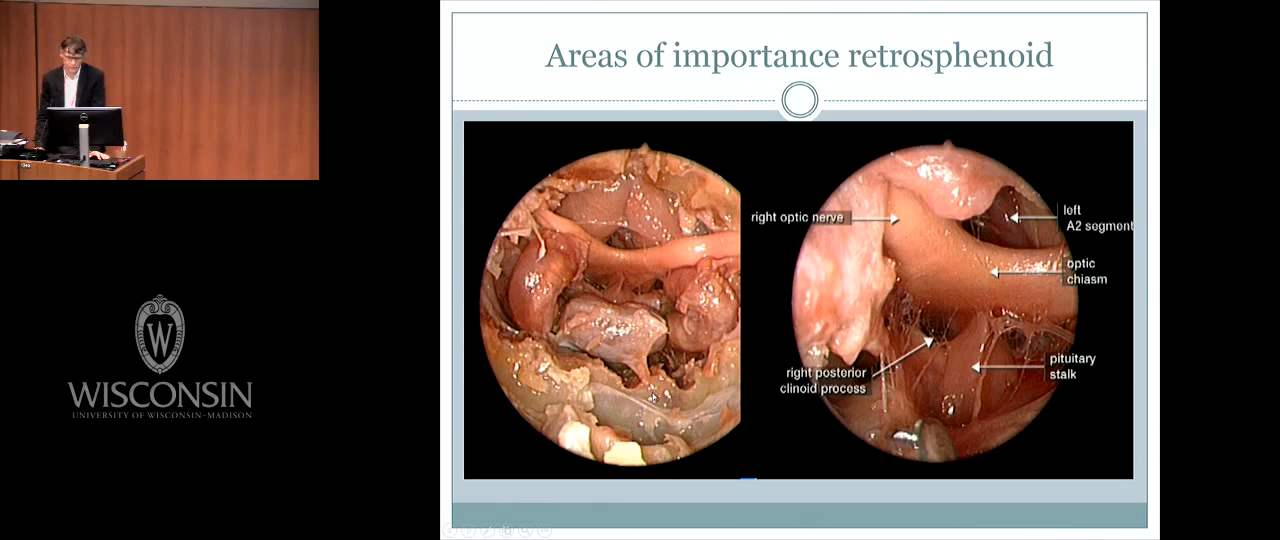 Areas of importance retrosphenoid
right optic nerve
left
A2 segment
optic
chiasm
right posterior
clinoid process
pituitary
stalk
W
WISCONSIN
UNIVERSITY OF WISCONSIN–MADISON